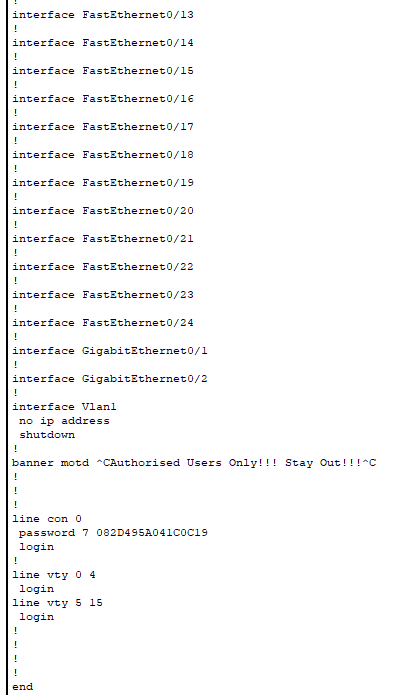 !
interface FastEthernet0/13
!
interface FastEthernet0/14
!
interface FastEthernet0/15
!
interface FastEthernet0/16
!
interface FastEthernet0/17
!
interface FastEthernet0/18
!
interface FastEthernet0/19
!
interface FastEthernet0/20
!
interface FastEthernet0/21
!
interface FastEthernet0/22
!
interface FastEthernet0/23
!
interface FastEthernet0/24
!
interface GigabitEthernet0/1
!
interface GigabitEthernet0/2
!
interface Vlan1
 no ip address
 shutdown
!
banner motd ^CAuthorised Users Only!!! Stay Out!!!^C
!
!
!
line con 0
 password 7 082D495A041C0C19
 login
!
line vty 0 4
 login
line vty 5 15
 login
!
!
!
!
end